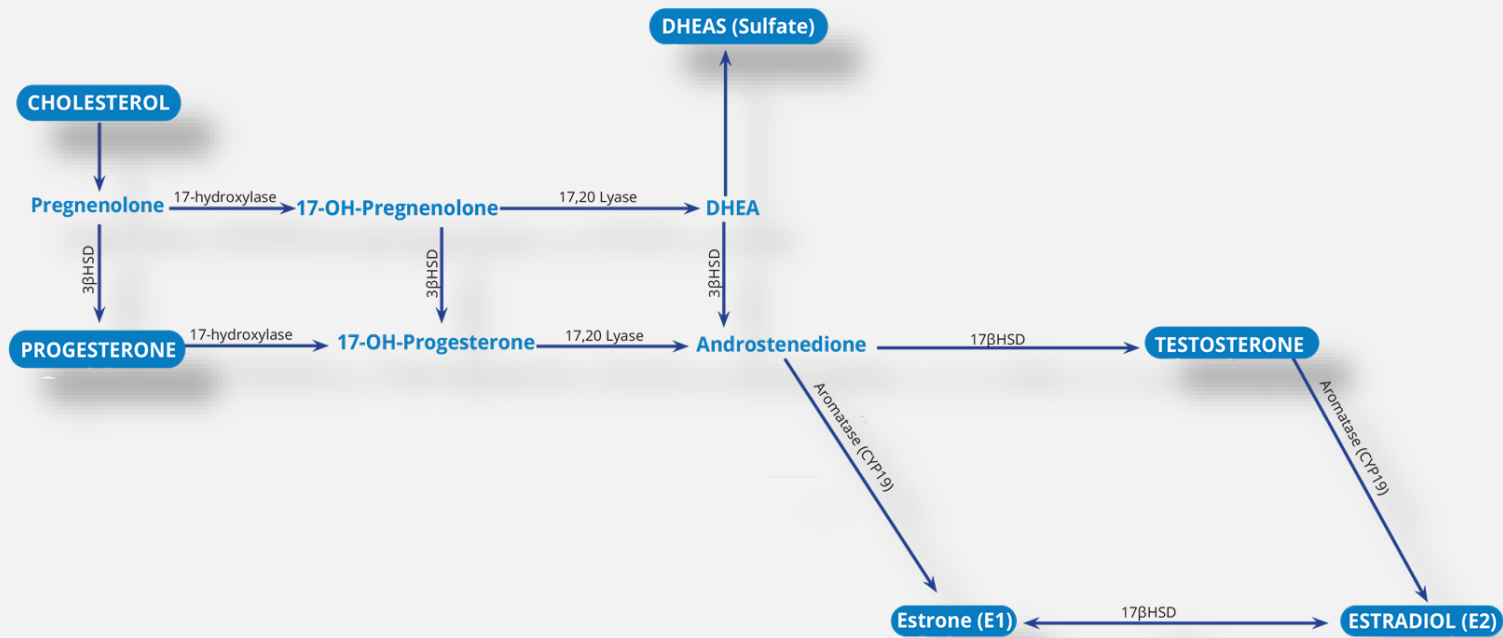 DHEAS (Sulfate)
CHOLESTEROL
Pregnenolone
17-hydroxylase
17-OH-Pregnenolone
17,20 Lyase
DHEA
3βHSD
3βHSD
3βHSD
PROGESTERONE
17-hydroxylase
17-OH-Progesterone
17,20 Lyase
Androstenedione
17βHSD
TESTOSTERONE
Aromatase (CYP19)
Aromatase (CYP19)
Estrone (E1)
17βHSD
ESTRADIOL (E2)